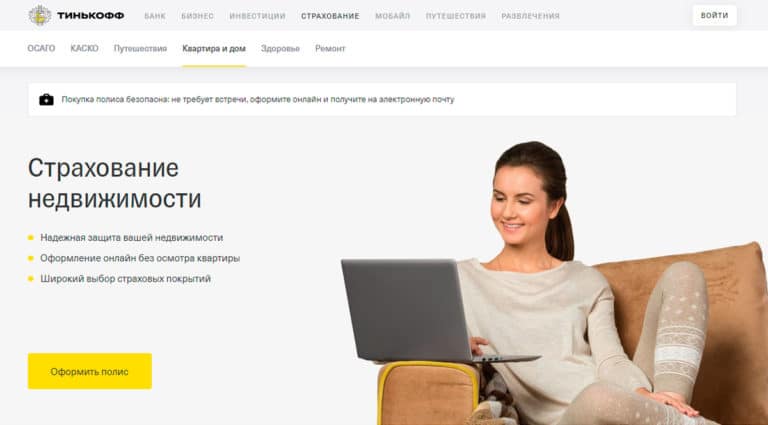 ТИНЬКОФФ БАНК БИЗНЕС ИНВЕСТИЦИИ СТРАХОВАНИЕ МОБАЙЛ ПУТЕШЕСТВИЯ РАЗВЛЕЧЕНИЯ ВОЙТИ
ОСАГО КАСКО Путешествия Квартира и дом Здоровье Ремонт
Покупка полиса безопасна: не требует встречи, оформите онлайн и получите на электронную почту
Страхование
недвижимости
Надежная защита вашей недвижимости
Оформление онлайн без осмотра квартиры
Широкий выбор страховых покрытий
Оформить полис